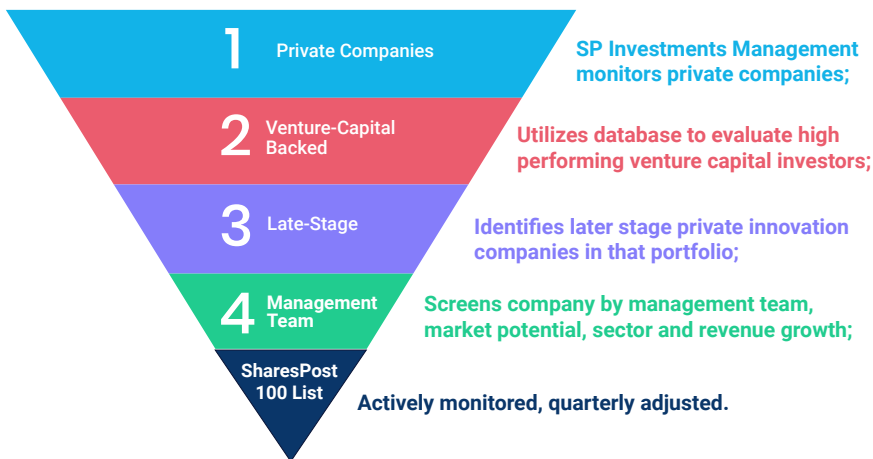 1
Private Companies
SP Investments Management
monitors private companies;
2
Venture-Capital
Backed
Utilizes database to evaluate high
performing venture capital investors;
3
Late-Stage
Identifies later stage private innovation
companies in that portfolio;
4
Management
Team
Screens company by management team,
market potential, sector and revenue growth;
SharesPost
100 List
Actively monitored, quarterly adjusted.